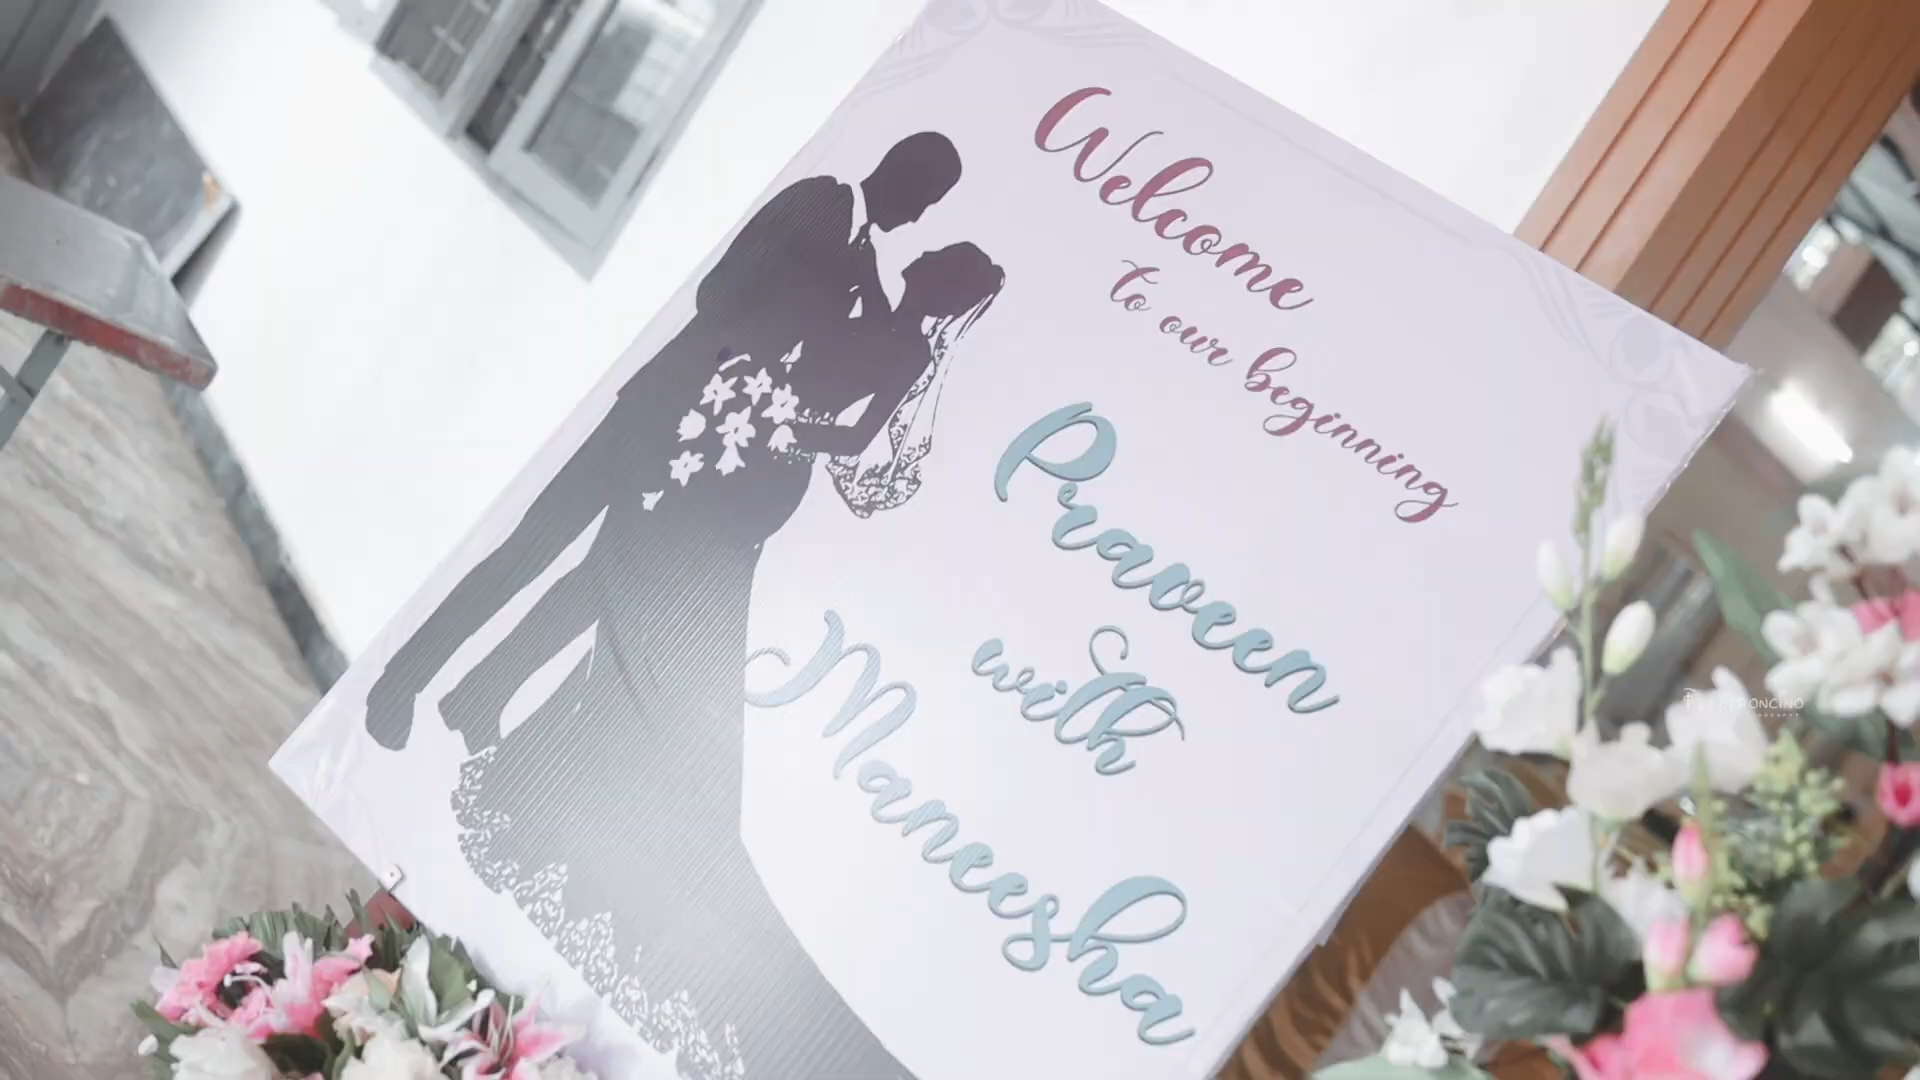 Welcome
to our beginning
Praveen
with
Maneesha